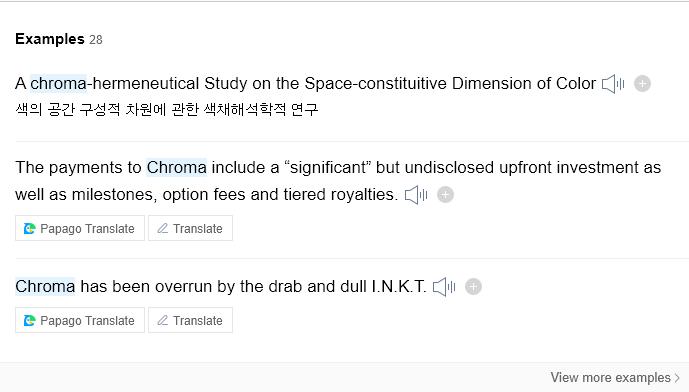 Examples 28
A chroma-hermeneutical Study on the Space-constituitive Dimension of Color
색의 공간 구성적 차원에 관한 색채해석학적 연구
The payments to Chroma include a “significant” but undisclosed upfront investment as
well as milestones, option fees and tiered royalties.
Papago Translate Translate
Chroma has been overrun by the drab and dull I.N.K.T.
Papago Translate Translate
View more examples